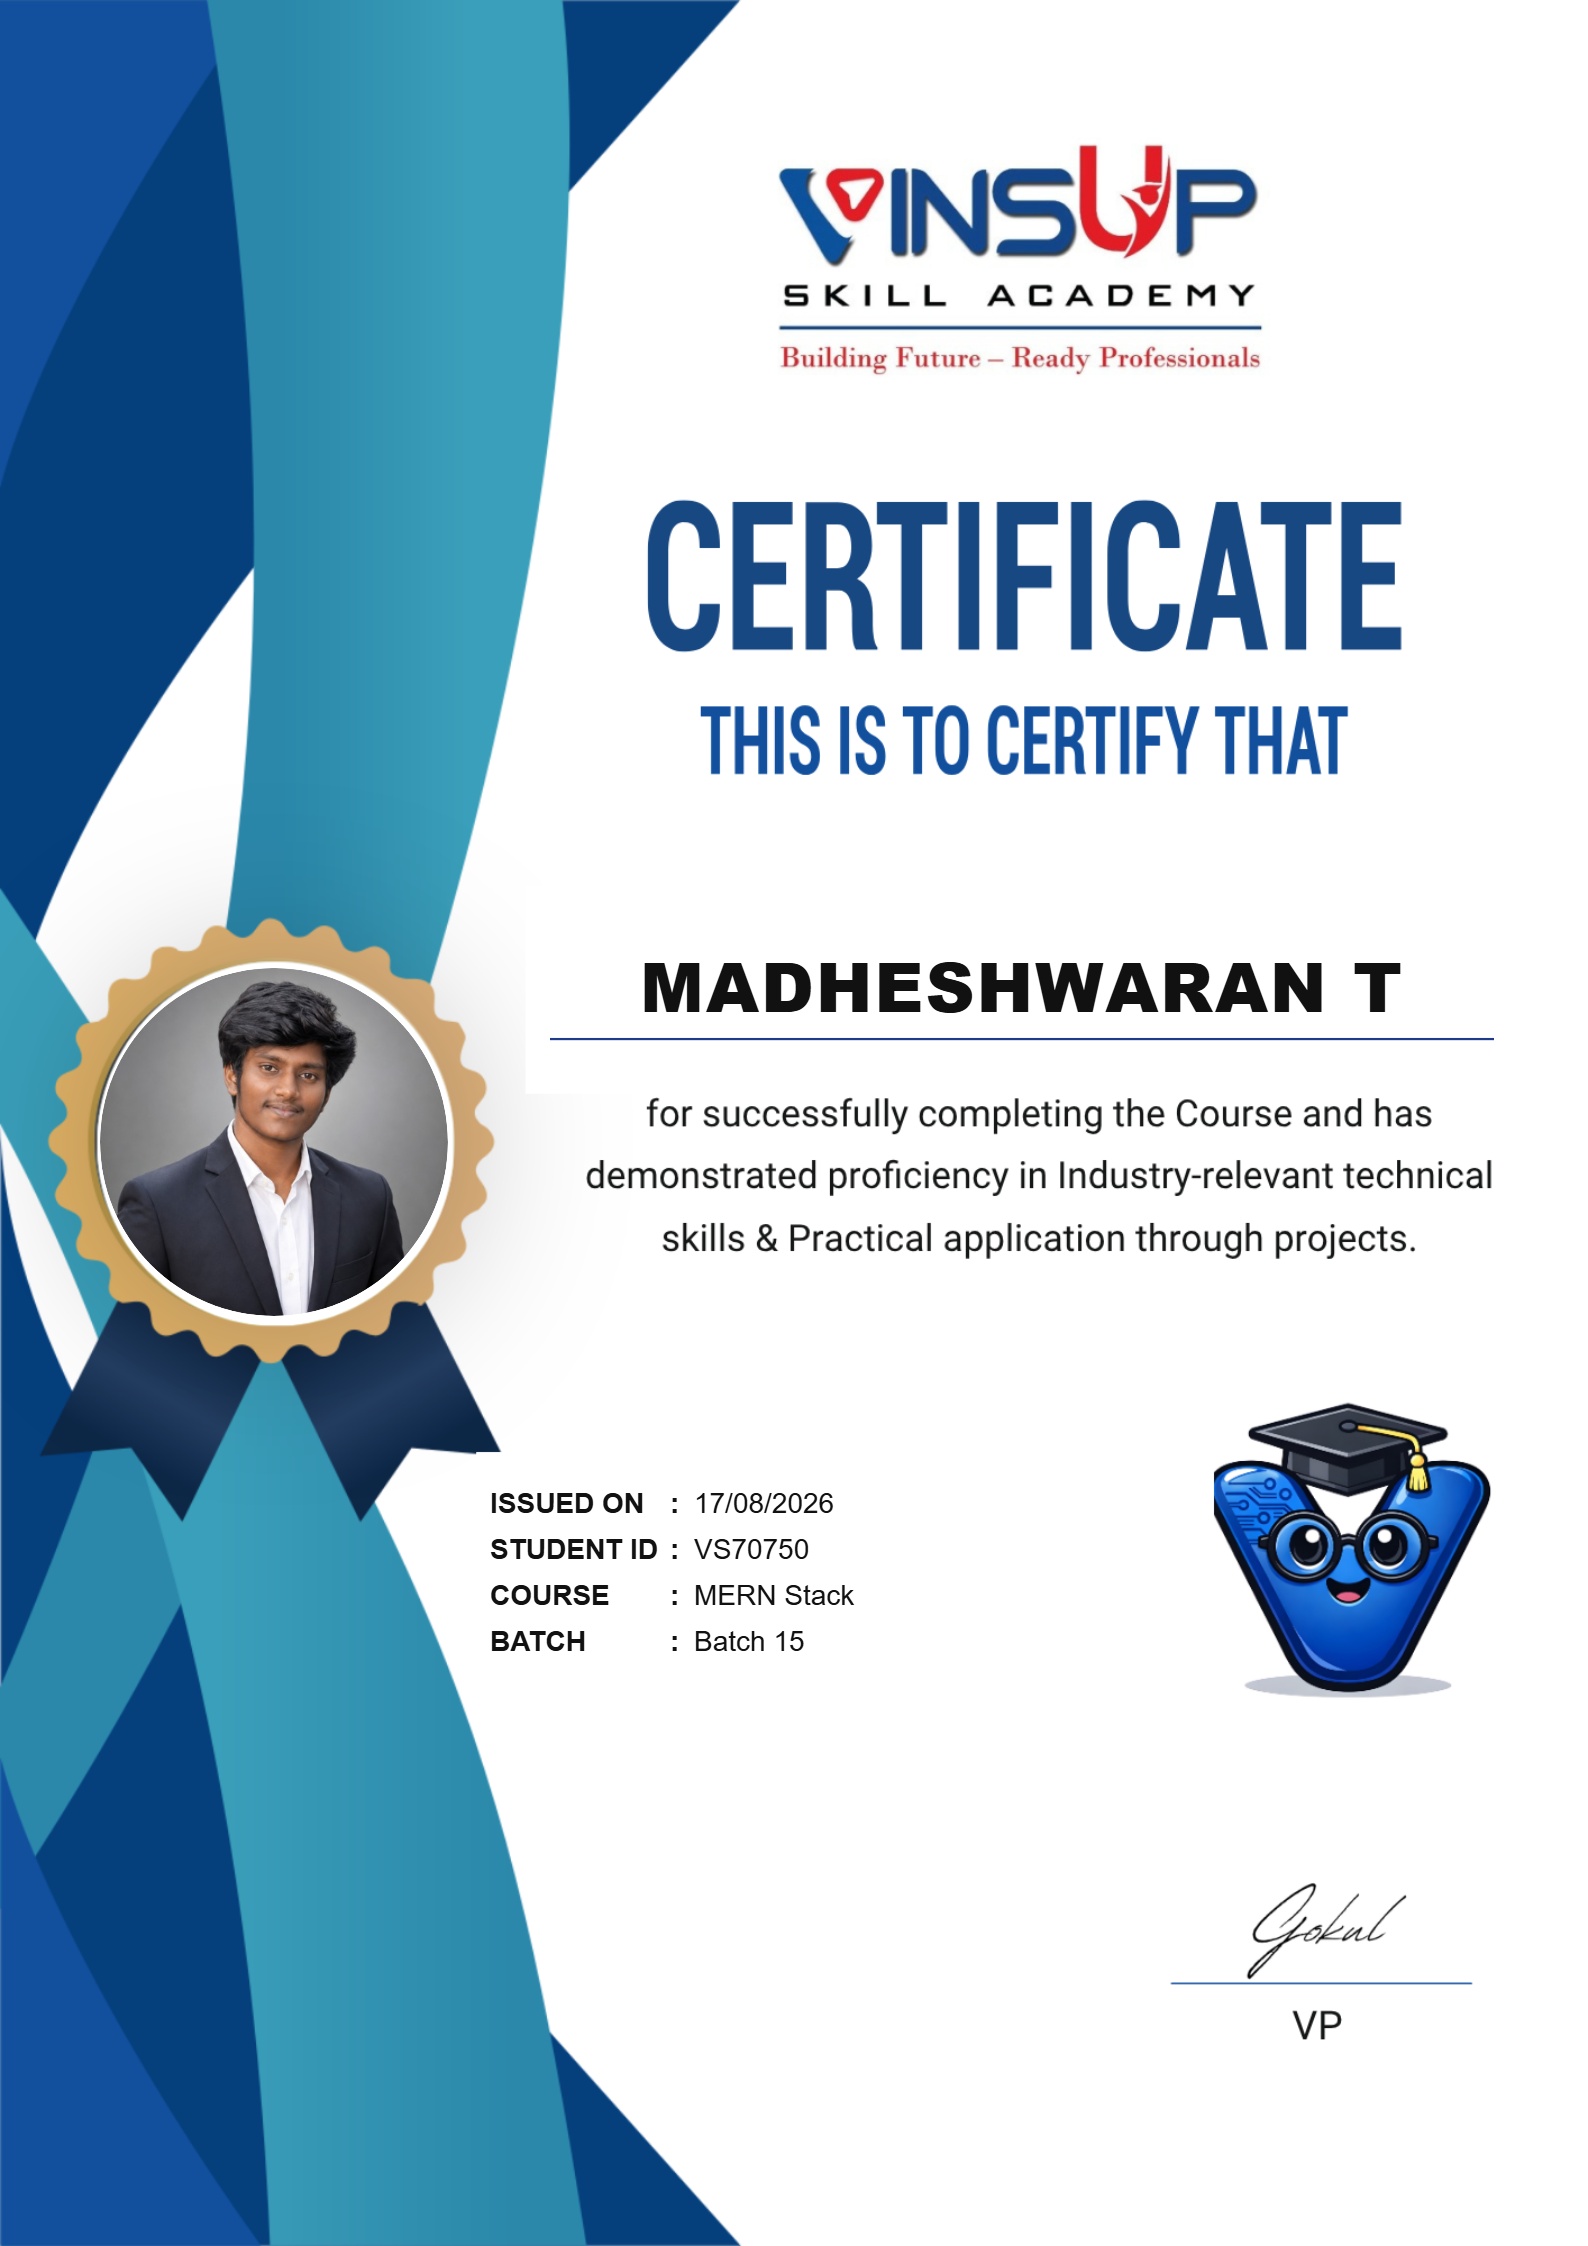 VINSUP
SKILL ACADEMY
Building Future – Ready Professionals
CERTIFICATE
THIS IS TO CERTIFY THAT
MADHESHWARAN T
for successfully completing the Course and has
demonstrated proficiency in Industry-relevant technical
skills & Practical application through projects.
ISSUED ON : 17/08/2026
STUDENT ID : VS70750
COURSE : MERN Stack
BATCH : Batch 15
Gokul
VP